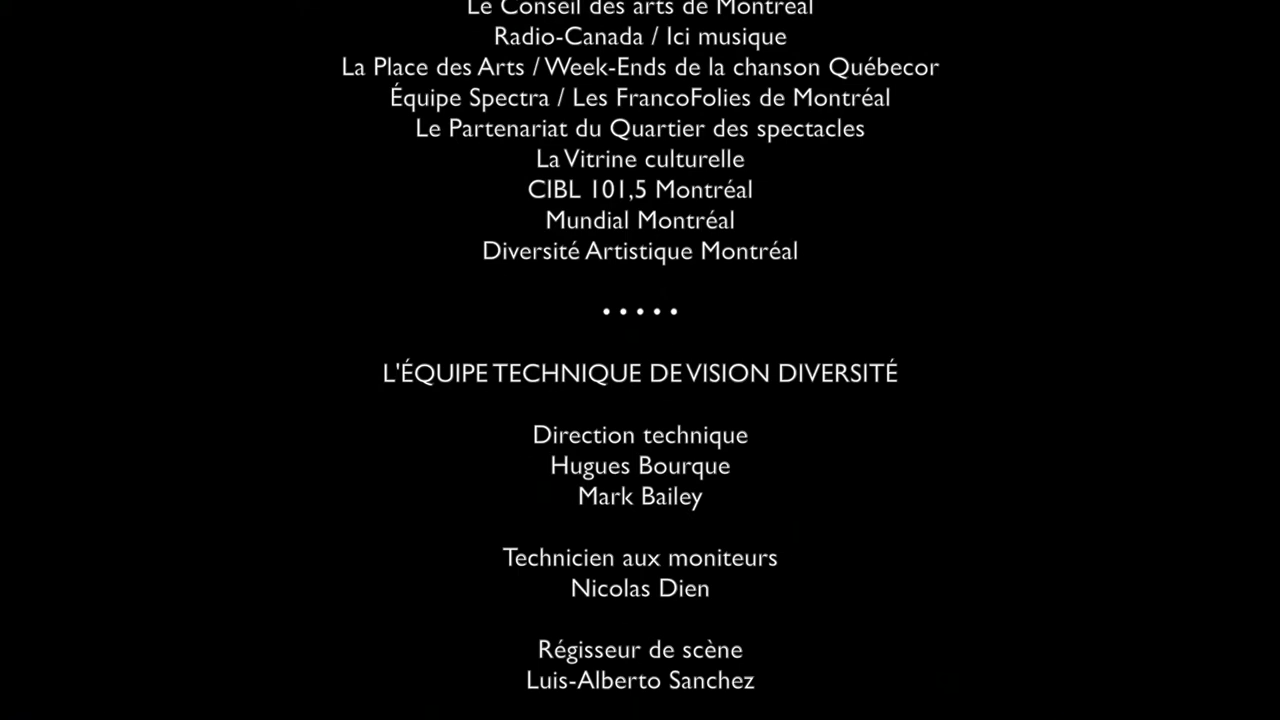 Le Conseil des arts de Montréal
Radio-Canada / Ici musique
La Place des Arts / Week-Ends de la chanson Québecor
Équipe Spectra / Les FrancoFolies de Montréal
Le Partenariat du Quartier des spectacles
La Vitrine culturelle
CIBL 101,5 Montréal
Mundial Montréal
Diversité Artistique Montréal
• • • • •
L'ÉQUIPE TECHNIQUE DE VISION DIVERSITÉ
Direction technique
Hugues Bourque
Mark Bailey
Technicien aux moniteurs
Nicolas Dien
Régisseur de scène
Luis-Alberto Sanchez